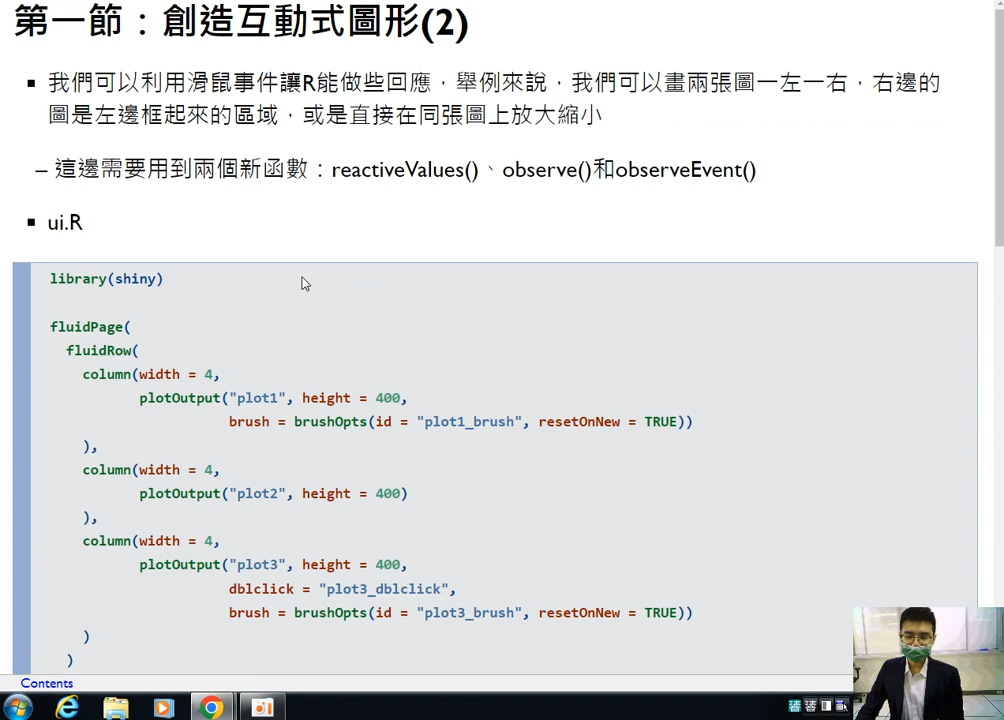 第一節：創造互動式圖形(2)
▪ 我們可以利用滑鼠事件讓R能做些回應，舉例來說，我們可以畫兩張圖一左一右，右邊的
圖是左邊框起來的區域，或是直接在同張圖上放大縮小
– 這邊需要用到兩個新函數：reactiveValues()、observe()和observeEvent()
▪ ui.R
library(shiny)
fluidPage(
  fluidRow(
    column(width = 4,
           plotOutput("plot1", height = 400,
                      brush = brushOpts(id = "plot1_brush", resetOnNew = TRUE))
    ),
    column(width = 4,
           plotOutput("plot2", height = 400)
    ),
    column(width = 4,
           plotOutput("plot3", height = 400,
                      dblclick = "plot3_dblclick",
                      brush = brushOpts(id = "plot3_brush", resetOnNew = TRUE))
    )
  )
Contents